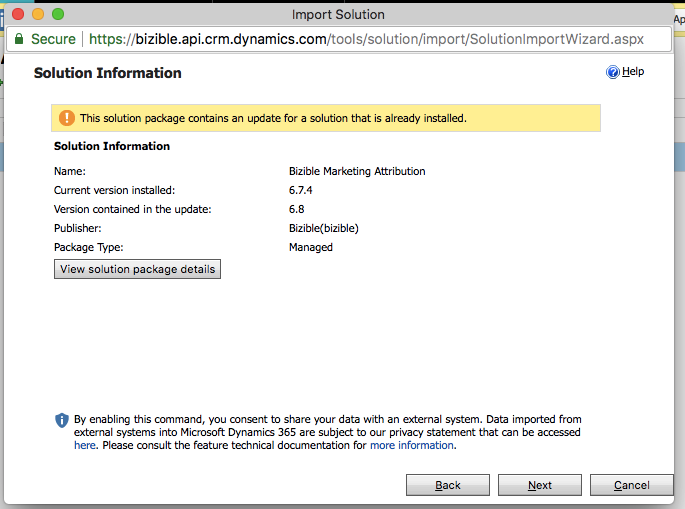 Import Solution
Secure | https://bizible.api.crm.dynamics.com/tools/solution/import/SolutionImportWizard.aspx
Ap
Solution Information
Help
This solution package contains an update for a solution that is already installed.
Solution Information
Name: Bizible Marketing Attribution
Current version installed: 6.7.4
Version contained in the update: 6.8
Publisher: Bizible(bizible)
Package Type: Managed
View solution package details
By enabling this command, you consent to share your data with an external system. Data imported from
external systems into Microsoft Dynamics 365 are subject to our privacy statement that can be accessed
here. Please consult the feature technical documentation for more information.
Back Next Cancel